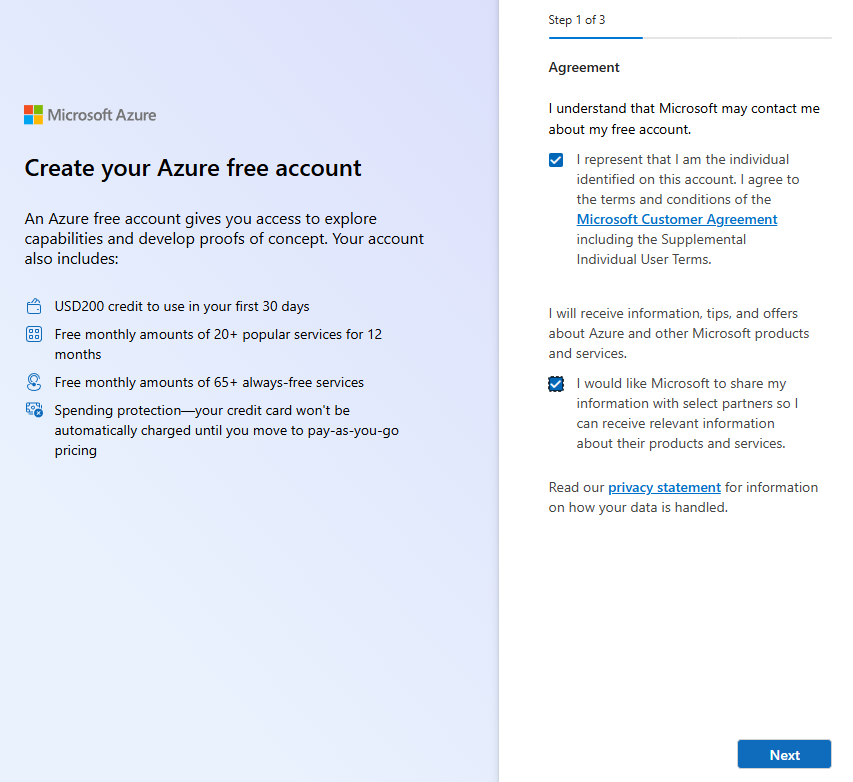 Microsoft Azure
Create your Azure free account
An Azure free account gives you access to explore
capabilities and develop proofs of concept. Your account
also includes:
USD200 credit to use in your first 30 days
Free monthly amounts of 20+ popular services for 12
months
Free monthly amounts of 65+ always-free services
Spending protection—your credit card won't be
automatically charged until you move to pay-as-you-go
pricing
Step 1 of 3
Agreement
I understand that Microsoft may contact me
about my free account.
I represent that I am the individual
identified on this account. I agree to
the terms and conditions of the
Microsoft Customer Agreement
including the Supplemental
Individual User Terms.
I will receive information, tips, and offers
about Azure and other Microsoft products
and services.
I would like Microsoft to share my
information with select partners so I
can receive relevant information
about their products and services.
Read our privacy statement for information
on how your data is handled.
Next